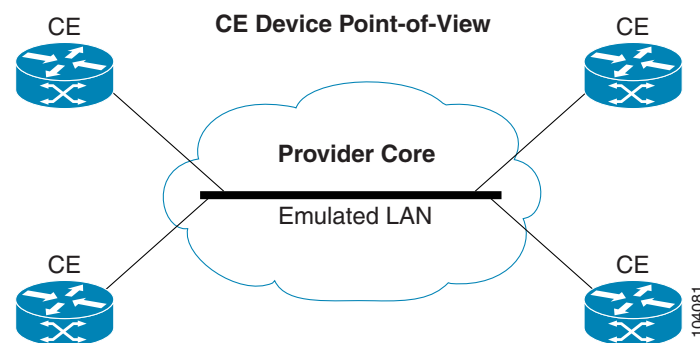 CE Device Point-of-View
CE
CE
Provider Core
Emulated LAN
CE
CE
104081